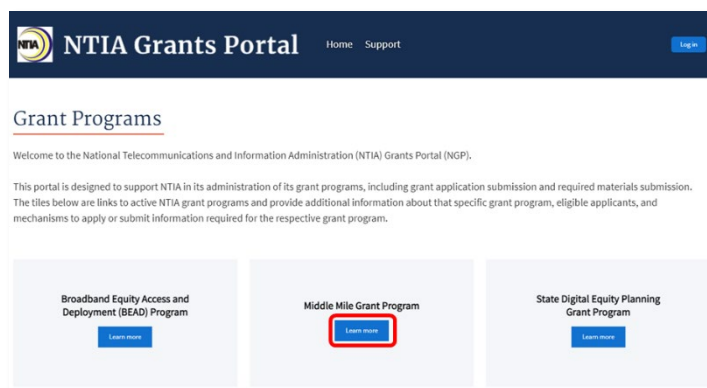 NTIA NTIA Grants Portal Home Support Log in
Grant Programs
Welcome to the National Telecommunications and Information Administration (NTIA) Grants Portal (NGP).
This portal is designed to support NTIA in its administration of its grant programs, including grant application submission and required materials submission.
The tiles below are links to active NTIA grant programs and provide additional information about that specific grant program, eligible applicants, and
mechanisms to apply or submit information required for the respective grant program.
Broadband Equity Access and
Deployment (BEAD) Program
Learn more
Middle Mile Grant Program
Learn more
State Digital Equity Planning
Grant Program
Learn more